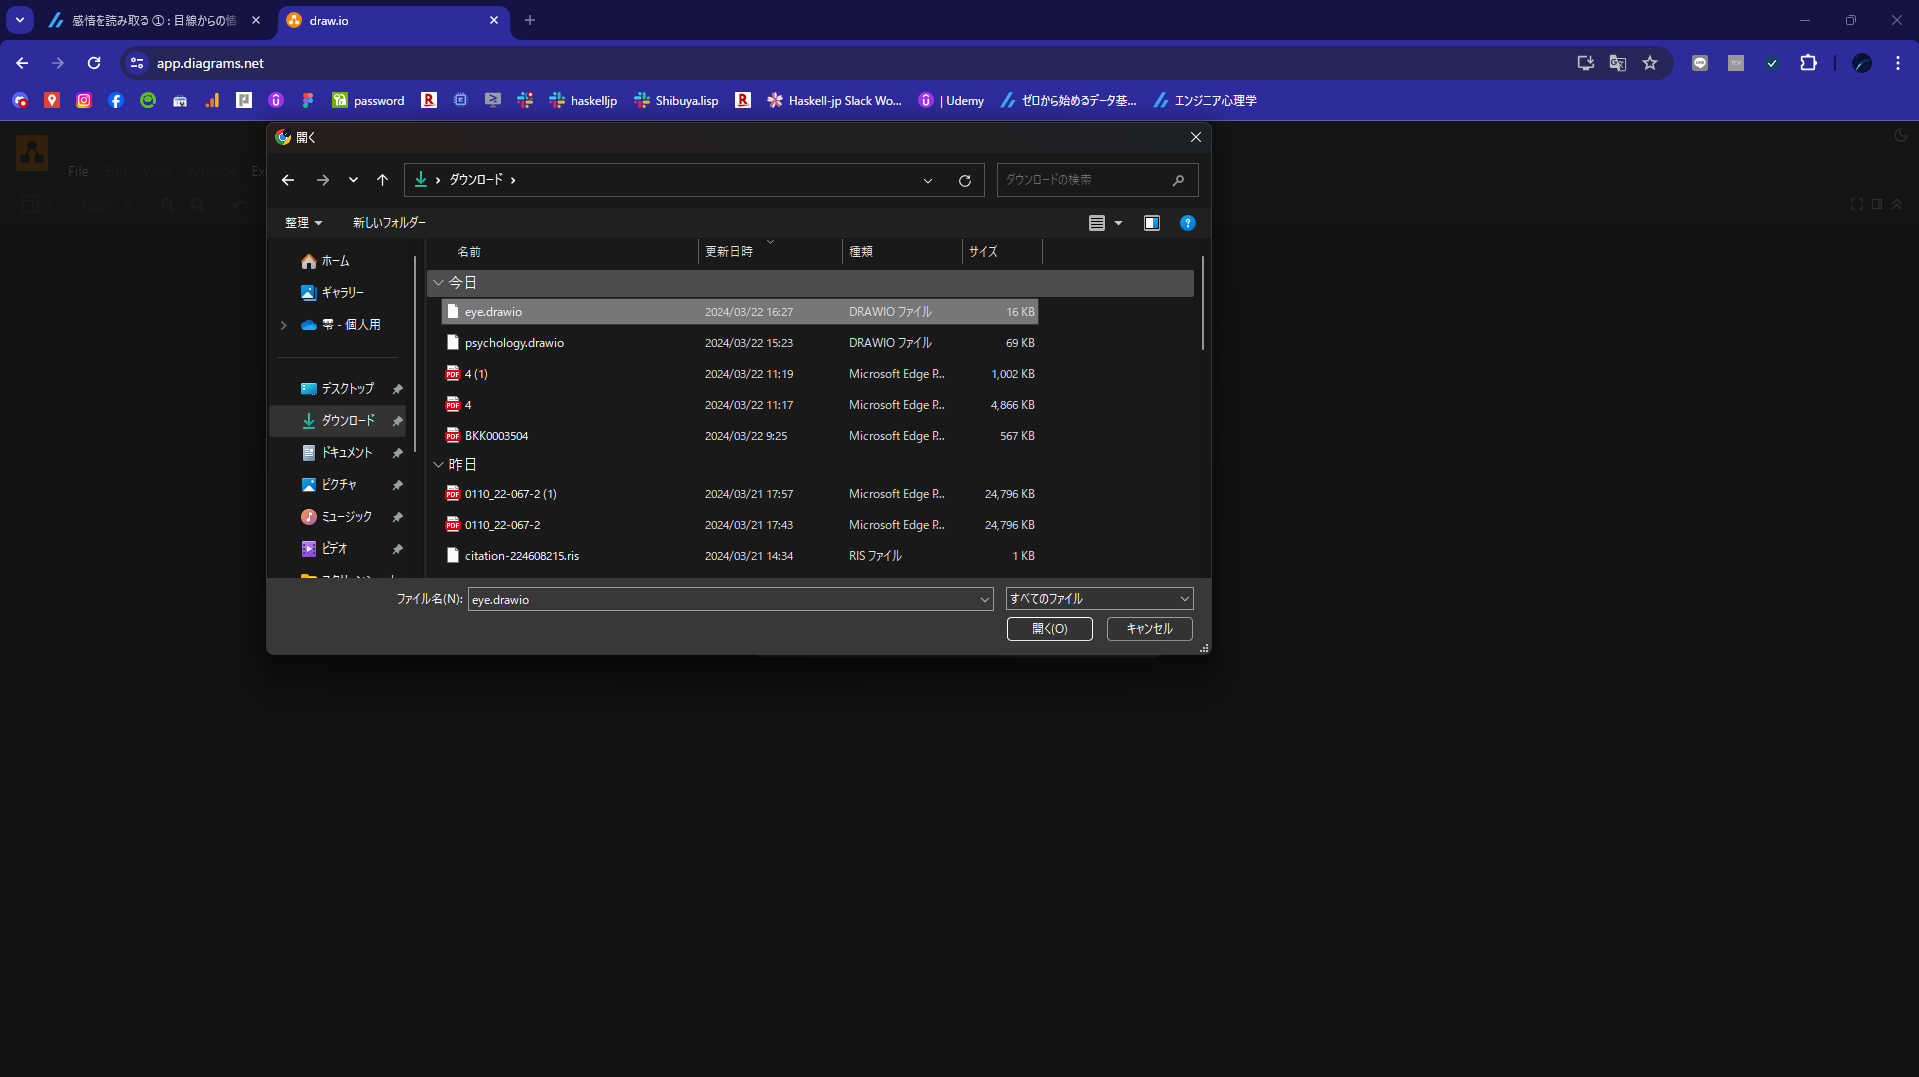 感情を読み取る ① : 目線からの情
draw.io
app.diagrams.net
password
haskelljp
Shibuya.lisp
Haskell-jp Slack Wo...
| Udemy
ゼロから始めるデータ基...
エンジニア心理学
File Edit View Arrange Ex
100%
開く
ダウンロード
ダウンロードの検索
整理
新しいフォルダー
名前 更新日時 種類 サイズ
ホーム
ギャラリー
零 - 個人用
デスクトップ
ダウンロード
ドキュメント
ピクチャ
ミュージック
ビデオ
今日
eye.drawio 2024/03/22 16:27 DRAWIO ファイル 16 KB
psychology.drawio 2024/03/22 15:23 DRAWIO ファイル 69 KB
PDF 4 (1) 2024/03/22 11:19 Microsoft Edge P... 1,002 KB
PDF 4 2024/03/22 11:17 Microsoft Edge P... 4,866 KB
PDF BKK0003504 2024/03/22 9:25 Microsoft Edge P... 567 KB
昨日
PDF 0110_22-067-2 (1) 2024/03/21 17:57 Microsoft Edge P... 24,796 KB
PDF 0110_22-067-2 2024/03/21 17:43 Microsoft Edge P... 24,796 KB
citation-224608215.ris 2024/03/21 14:34 RIS ファイル 1 KB
ファイル名(N): eye.drawio
すべてのファイル
開く(O)
キャンセル